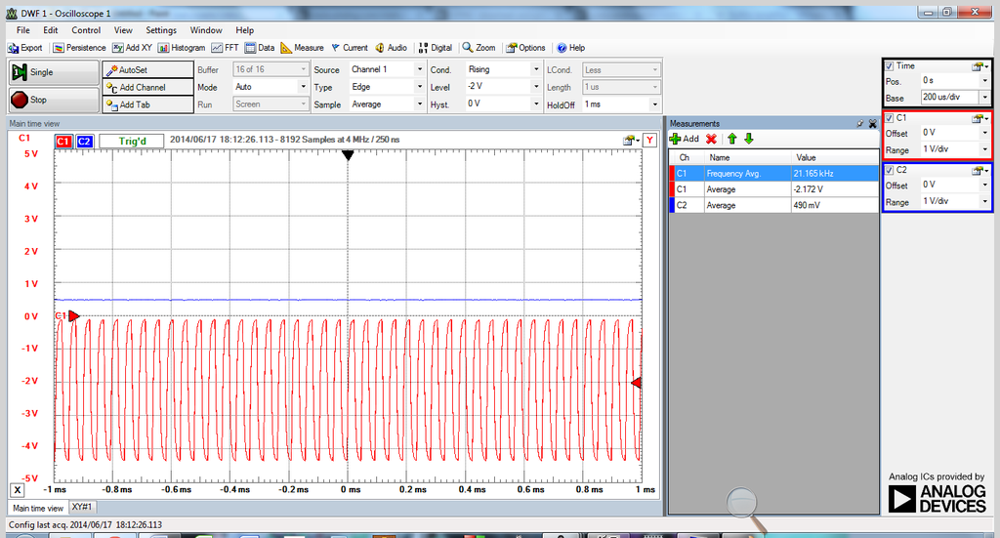 DWF 1 - Oscilloscope 1
File Edit Control View Settings Window Help
Export Persistence Add XY Histogram FFT Data Measure Current Audio Digital Zoom Options Help
Single AutoSet Buffer 16 of 16 Source Channel 1 Cond. Rising LCond. Less
Add Channel Mode Auto Type Edge Level -2 V Length 1 us
Stop Add Tab Run Screen Sample Average Hyst. 0 V HoldOff 1 ms
Time
Pos. 0 s
Base 200 us/div
C1
Offset 0 V
Range 1 V/div
C2
Offset 0 V
Range 1 V/div
Main time view
C1 C1 C2 Trig'd 2014/06/17 18:12:26.113 - 8192 Samples at 4 MHz / 250 ns Y
5 V
4 V
3 V
2 V
1 V
0 V C1
-1 V
-2 V
-3 V
-4 V
-5 V
X -1 ms -0.8 ms -0.6 ms -0.4 ms -0.2 ms 0 ms 0.2 ms 0.4 ms 0.6 ms 0.8 ms 1 ms
Main time view XY#1
Measurements
Add
Ch Name Value
C1 Frequency Avg. 21.165 kHz
C1 Average -2.172 V
C2 Average 490 mV
Analog ICs provided by
ANALOG
DEVICES
Config last acq. 2014/06/17 18:12:26.113